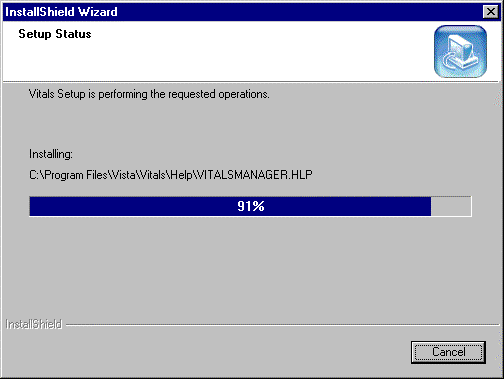 InstallShield Wizard
Setup Status
Vitals Setup is performing the requested operations.
Installing:
C:\Program Files\Vista\Vitals\Help\VITALSMANAGER.HLP
91%
InstallShield
Cancel